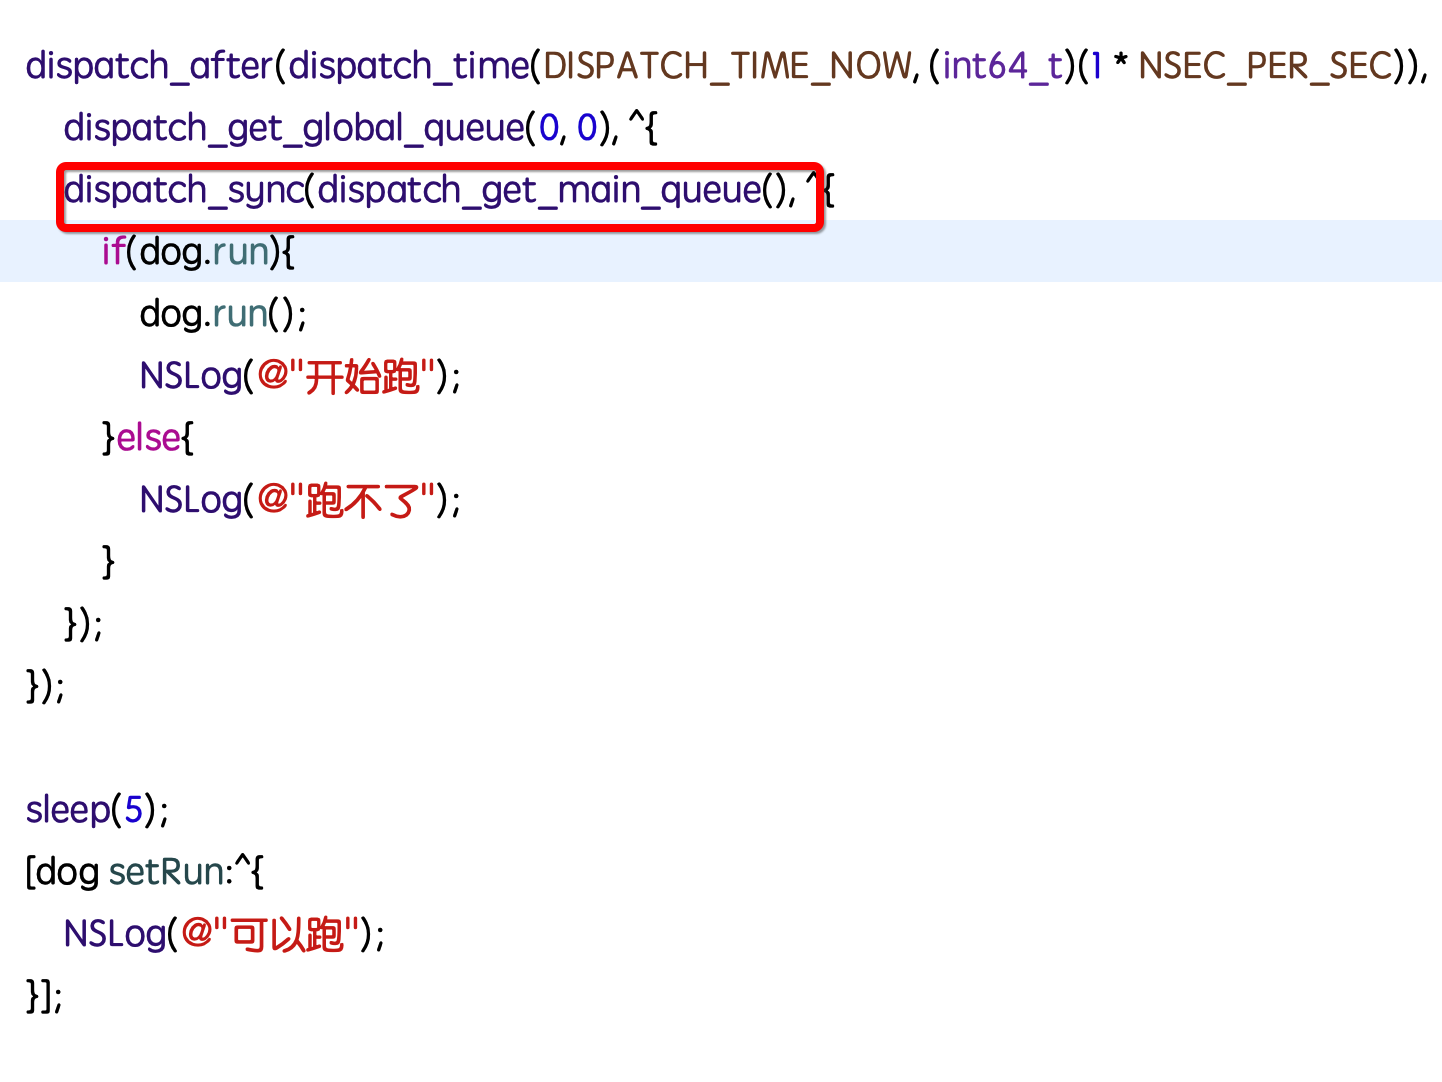 dispatch_after(dispatch_time(DISPATCH_TIME_NOW, (int64_t)(1 * NSEC_PER_SEC)),
dispatch_get_global_queue(0, 0), ^{
dispatch_sync(dispatch_get_main_queue(), ^{
if(dog.run){
dog.run();
NSLog(@"开始跑");
}else{
NSLog(@"跑不了");
}
});
});
sleep(5);
[dog setRun:^{
NSLog(@"可以跑");
}];